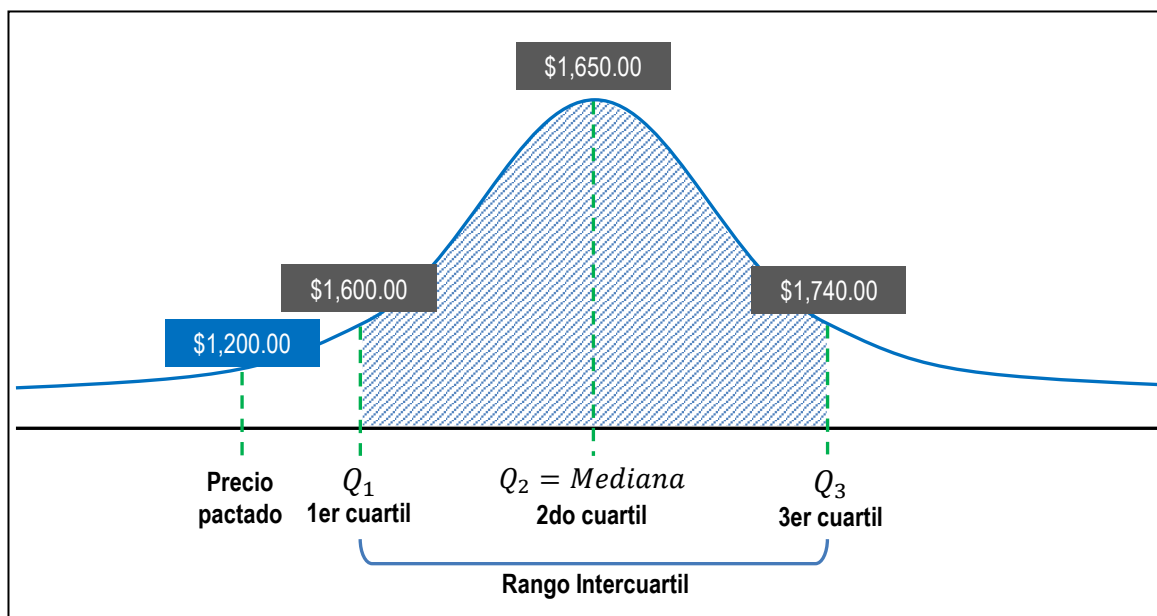 $1,650.00
$1,600.00
$1,740.00
$1,200.00
Precio
pactado
Q₁
1er cuartil
Q₂ = Mediana
2do cuartil
Q₃
3er cuartil
Rango Intercuartil